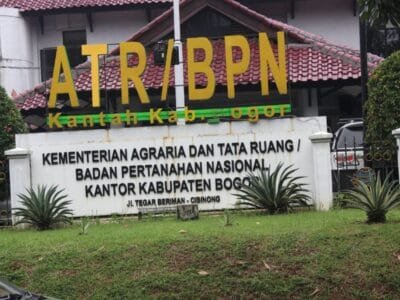 ATR/BPN
Kantah Kab. Bogor
KEMENTERIAN AGRARIA DAN TATA RUANG /
BADAN PERTANAHAN NASIONAL
KANTOR KABUPATEN BOGOR
Jl. TEGAR BERIMAN - CIBINONG